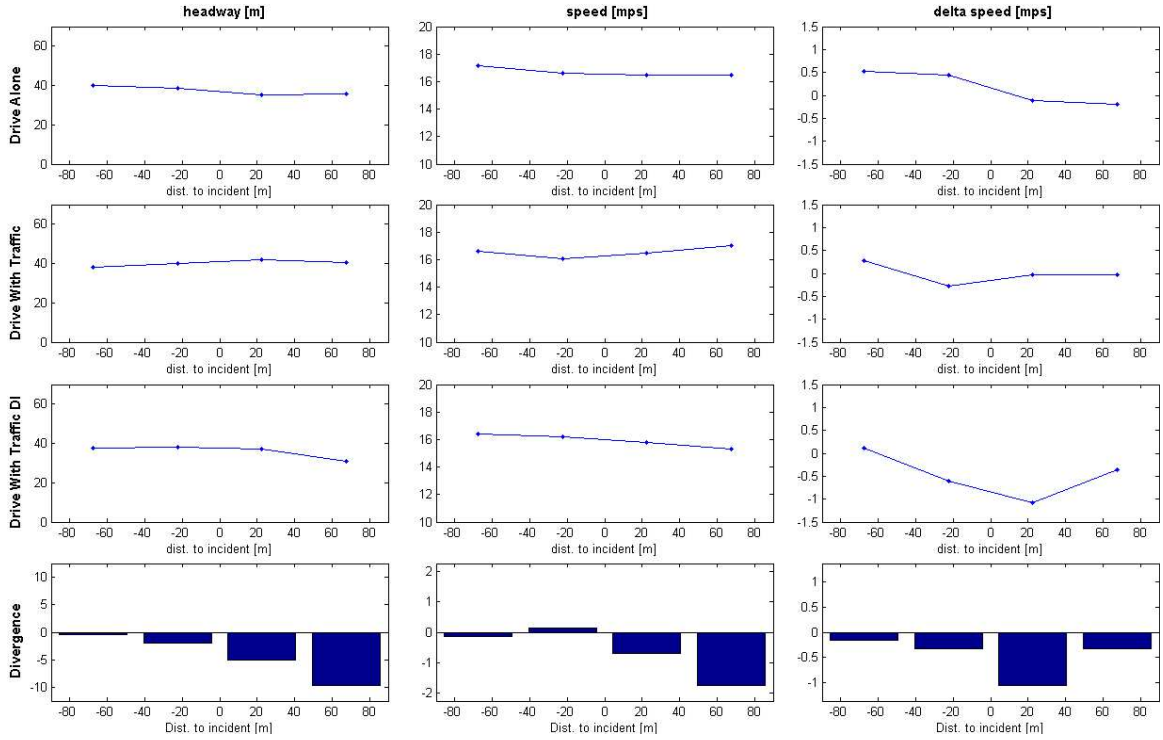 headway [m] speed [mps] delta speed [mps]
Drive Alone
60
40
20
0
-80 -60 -40 -20 0 20 40 60 80
dist. to incident [m]
20
18
16
14
12
10
-80 -60 -40 -20 0 20 40 60 80
dist. to incident [m]
1.5
1
0.5
0
-0.5
-1
-1.5
-80 -60 -40 -20 0 20 40 60 80
dist. to incident [m]
Drive With Traffic
60
40
20
0
-80 -60 -40 -20 0 20 40 60 80
dist. to incident [m]
20
18
16
14
12
10
-80 -60 -40 -20 0 20 40 60 80
dist. to incident [m]
1.5
1
0.5
0
-0.5
-1
-1.5
-80 -60 -40 -20 0 20 40 60 80
dist. to incident [m]
Drive With Traffic DI
60
40
20
0
-80 -60 -40 -20 0 20 40 60 80
dist. to incident [m]
20
18
16
14
12
10
-80 -60 -40 -20 0 20 40 60 80
dist. to incident [m]
1.5
1
0.5
0
-0.5
-1
-1.5
-80 -60 -40 -20 0 20 40 60 80
dist. to incident [m]
Divergence
10
5
0
-5
-10
-80 -60 -40 -20 0 20 40 60 80
Dist. to incident [m]
2
1
0
-1
-2
-80 -60 -40 -20 0 20 40 60 80
Dist. to incident [m]
1
0.5
0
-0.5
-1
-80 -60 -40 -20 0 20 40 60 80
Dist. to incident [m]